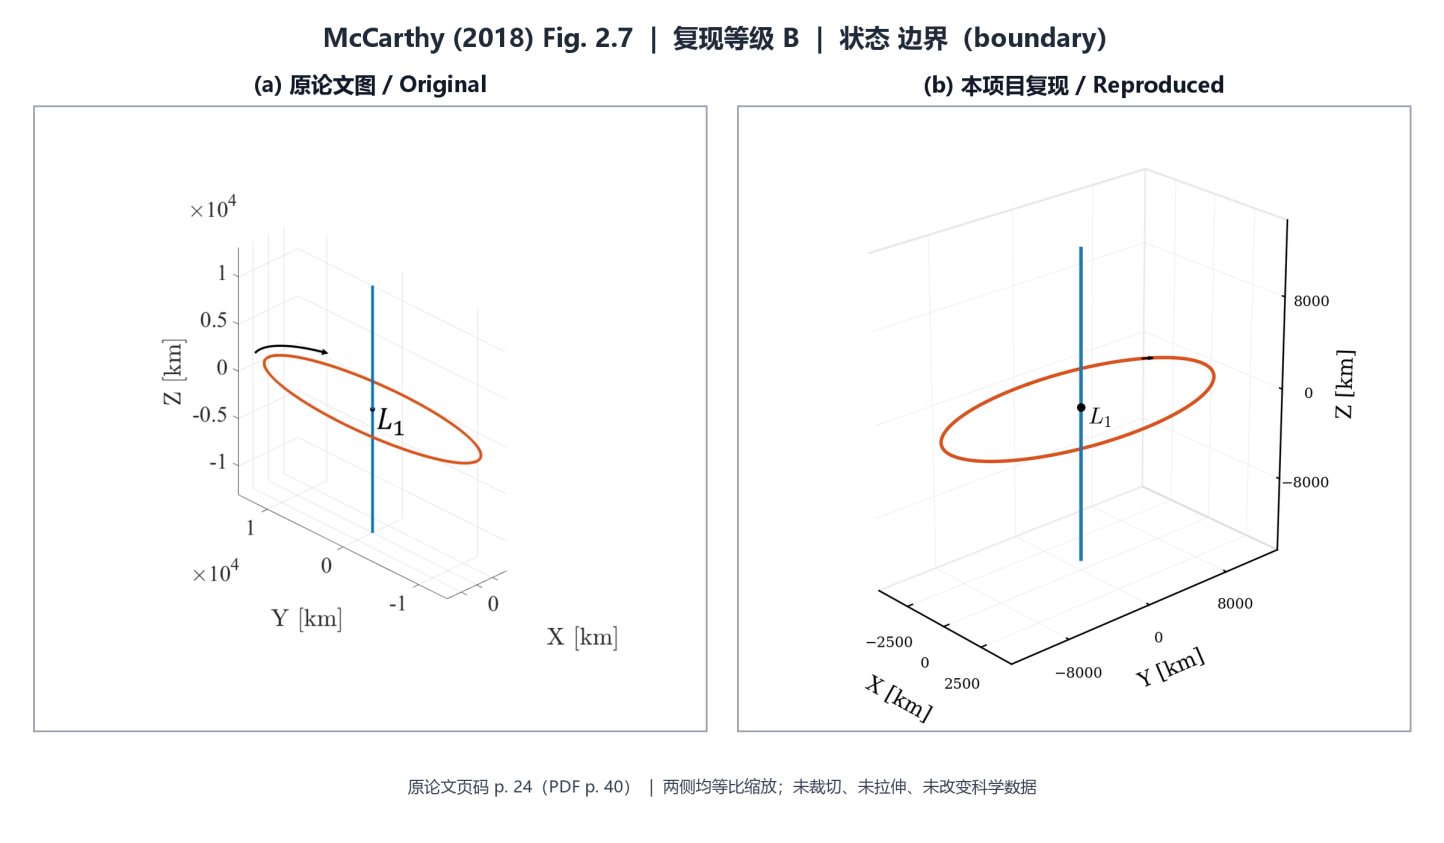 McCarthy (2018) Fig. 2.7 | 复现等级 B | 状态 边界（boundary）
(a) 原论文图 / Original
×10⁴
1
0.5
0
-0.5
-1
Z [km]
L₁
1
0
-1
×10⁴
Y [km]
0
X [km]
(b) 本项目复现 / Reproduced
8000
0
−8000
Z [km]
L₁
−2500
0
2500
X [km]
−8000
0
8000
Y [km]
原论文页码 p. 24（PDF p. 40） | 两侧均等比缩放；未裁切、未拉伸、未改变科学数据